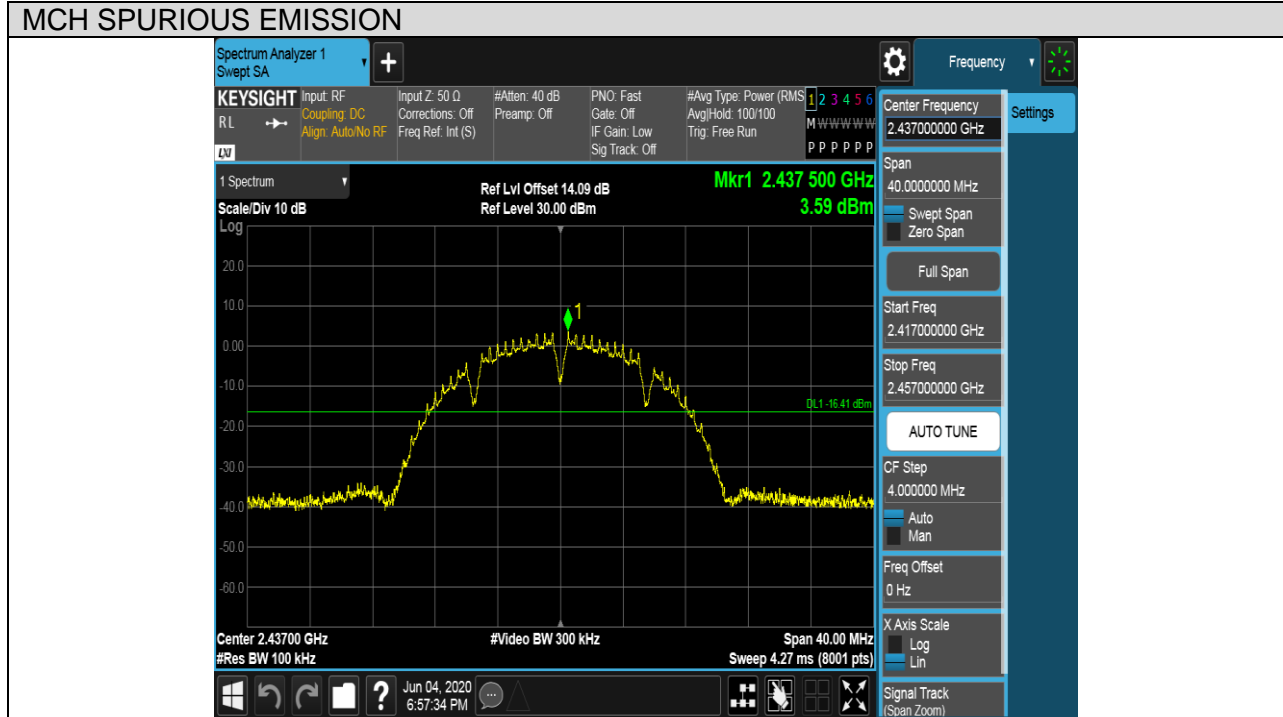 MCH SPURIOUS EMISSION
Spectrum Analyzer 1
Swept SA
Frequency
KEYSIGHT
RL
LXI
Input: RF
Coupling: DC
Align: Auto/No RF
Input Z: 50 Ω
Corrections: Off
Freq Ref: Int (S)
#Atten: 40 dB
Preamp: Off
PNO: Fast
Gate: Off
IF Gain: Low
Sig Track: Off
#Avg Type: Power (RMS
Avg|Hold: 100/100
Trig: Free Run
1 2 3 4 5 6
M W W W W W
P P P P P P
1 Spectrum
Scale/Div 10 dB
Ref Lvl Offset 14.09 dB
Ref Level 30.00 dBm
Mkr1 2.437 500 GHz
3.59 dBm
Log
20.0
10.0
0.00
-10.0
-20.0
-30.0
-40.0
-50.0
-60.0
1
DL1 -16.41 dBm
Center 2.43700 GHz
#Res BW 100 kHz
#Video BW 300 kHz
Span 40.00 MHz
Sweep 4.27 ms (8001 pts)
Jun 04, 2020
6:57:34 PM
Center Frequency
2.437000000 GHz
Settings
Span
40.0000000 MHz
Swept Span
Zero Span
Full Span
Start Freq
2.417000000 GHz
Stop Freq
2.457000000 GHz
AUTO TUNE
CF Step
4.000000 MHz
Auto
Man
Freq Offset
0 Hz
X Axis Scale
Log
Lin
Signal Track
(Span Zoom)